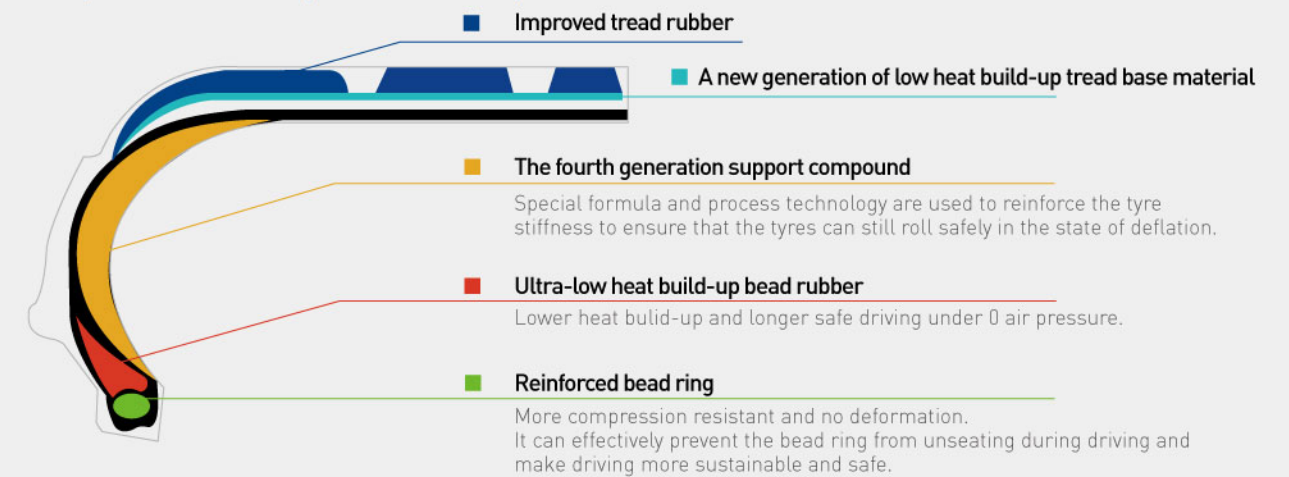 Improved tread rubber
A new generation of low heat build-up tread base material
The fourth generation support compound
Special formula and process technology are used to reinforce the tyre
stiffness to ensure that the tyres can still roll safely in the state of deflation.
Ultra-low heat build-up bead rubber
Lower heat bulid-up and longer safe driving under 0 air pressure.
Reinforced bead ring
More compression resistant and no deformation.
It can effectively prevent the bead ring from unseating during driving and
make driving more sustainable and safe.